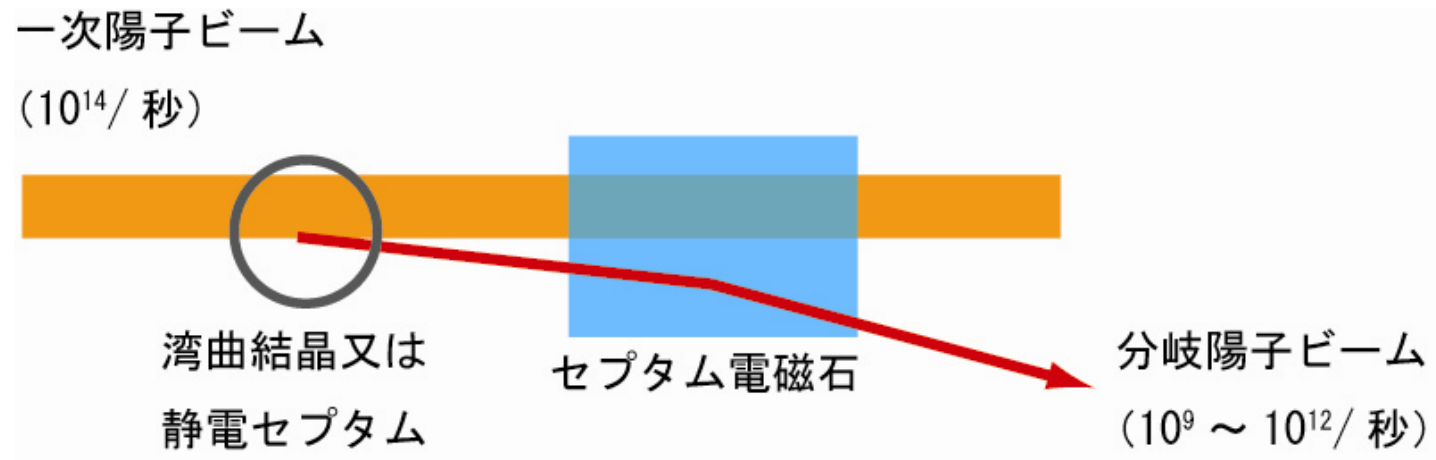 一次陽子ビーム
（10¹⁴/ 秒）
湾曲結晶又は
静電セプタム
セプタム電磁石
分岐陽子ビーム
（10⁹ ～ 10¹²/ 秒）